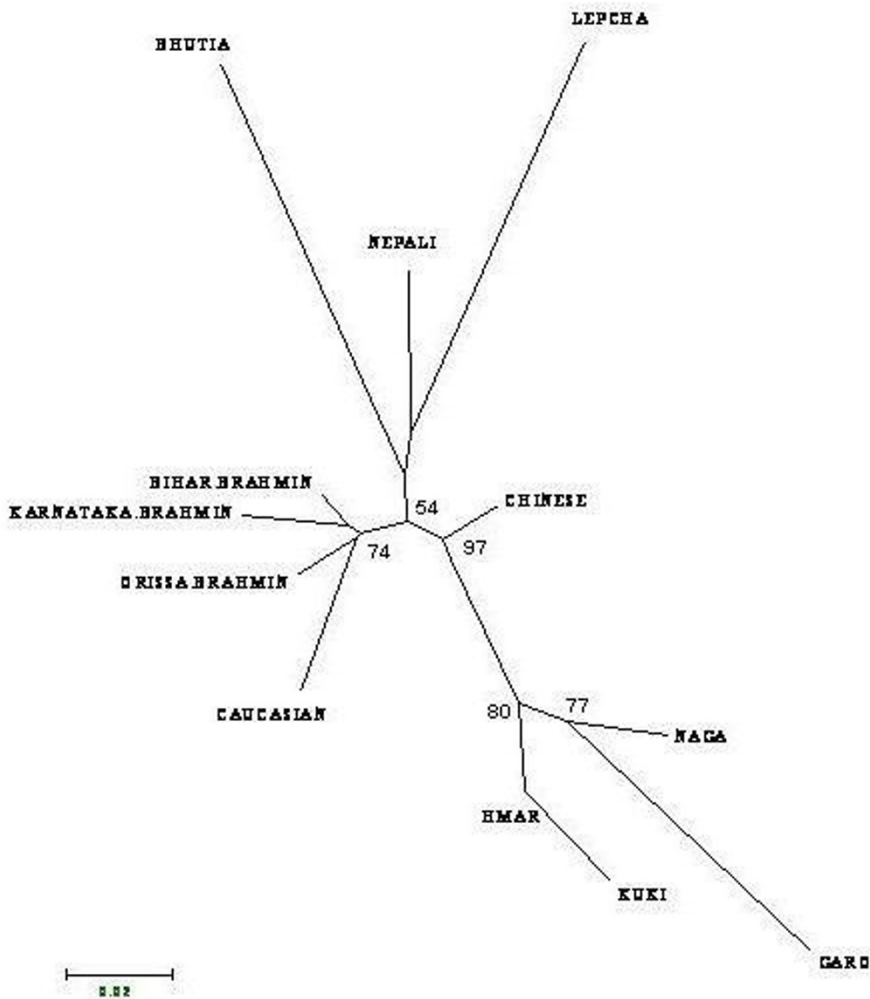 LEPCHA
BHUTIA
NEPALI
BIHAR.BRAHMIN
CHINESE
54
KARNATAKA.BRAHMIN
74
97
ORISSA.BRAHMIN
80
77
CAUCASIAN
NAGA
HMAR
KUKI
GARO
0.02